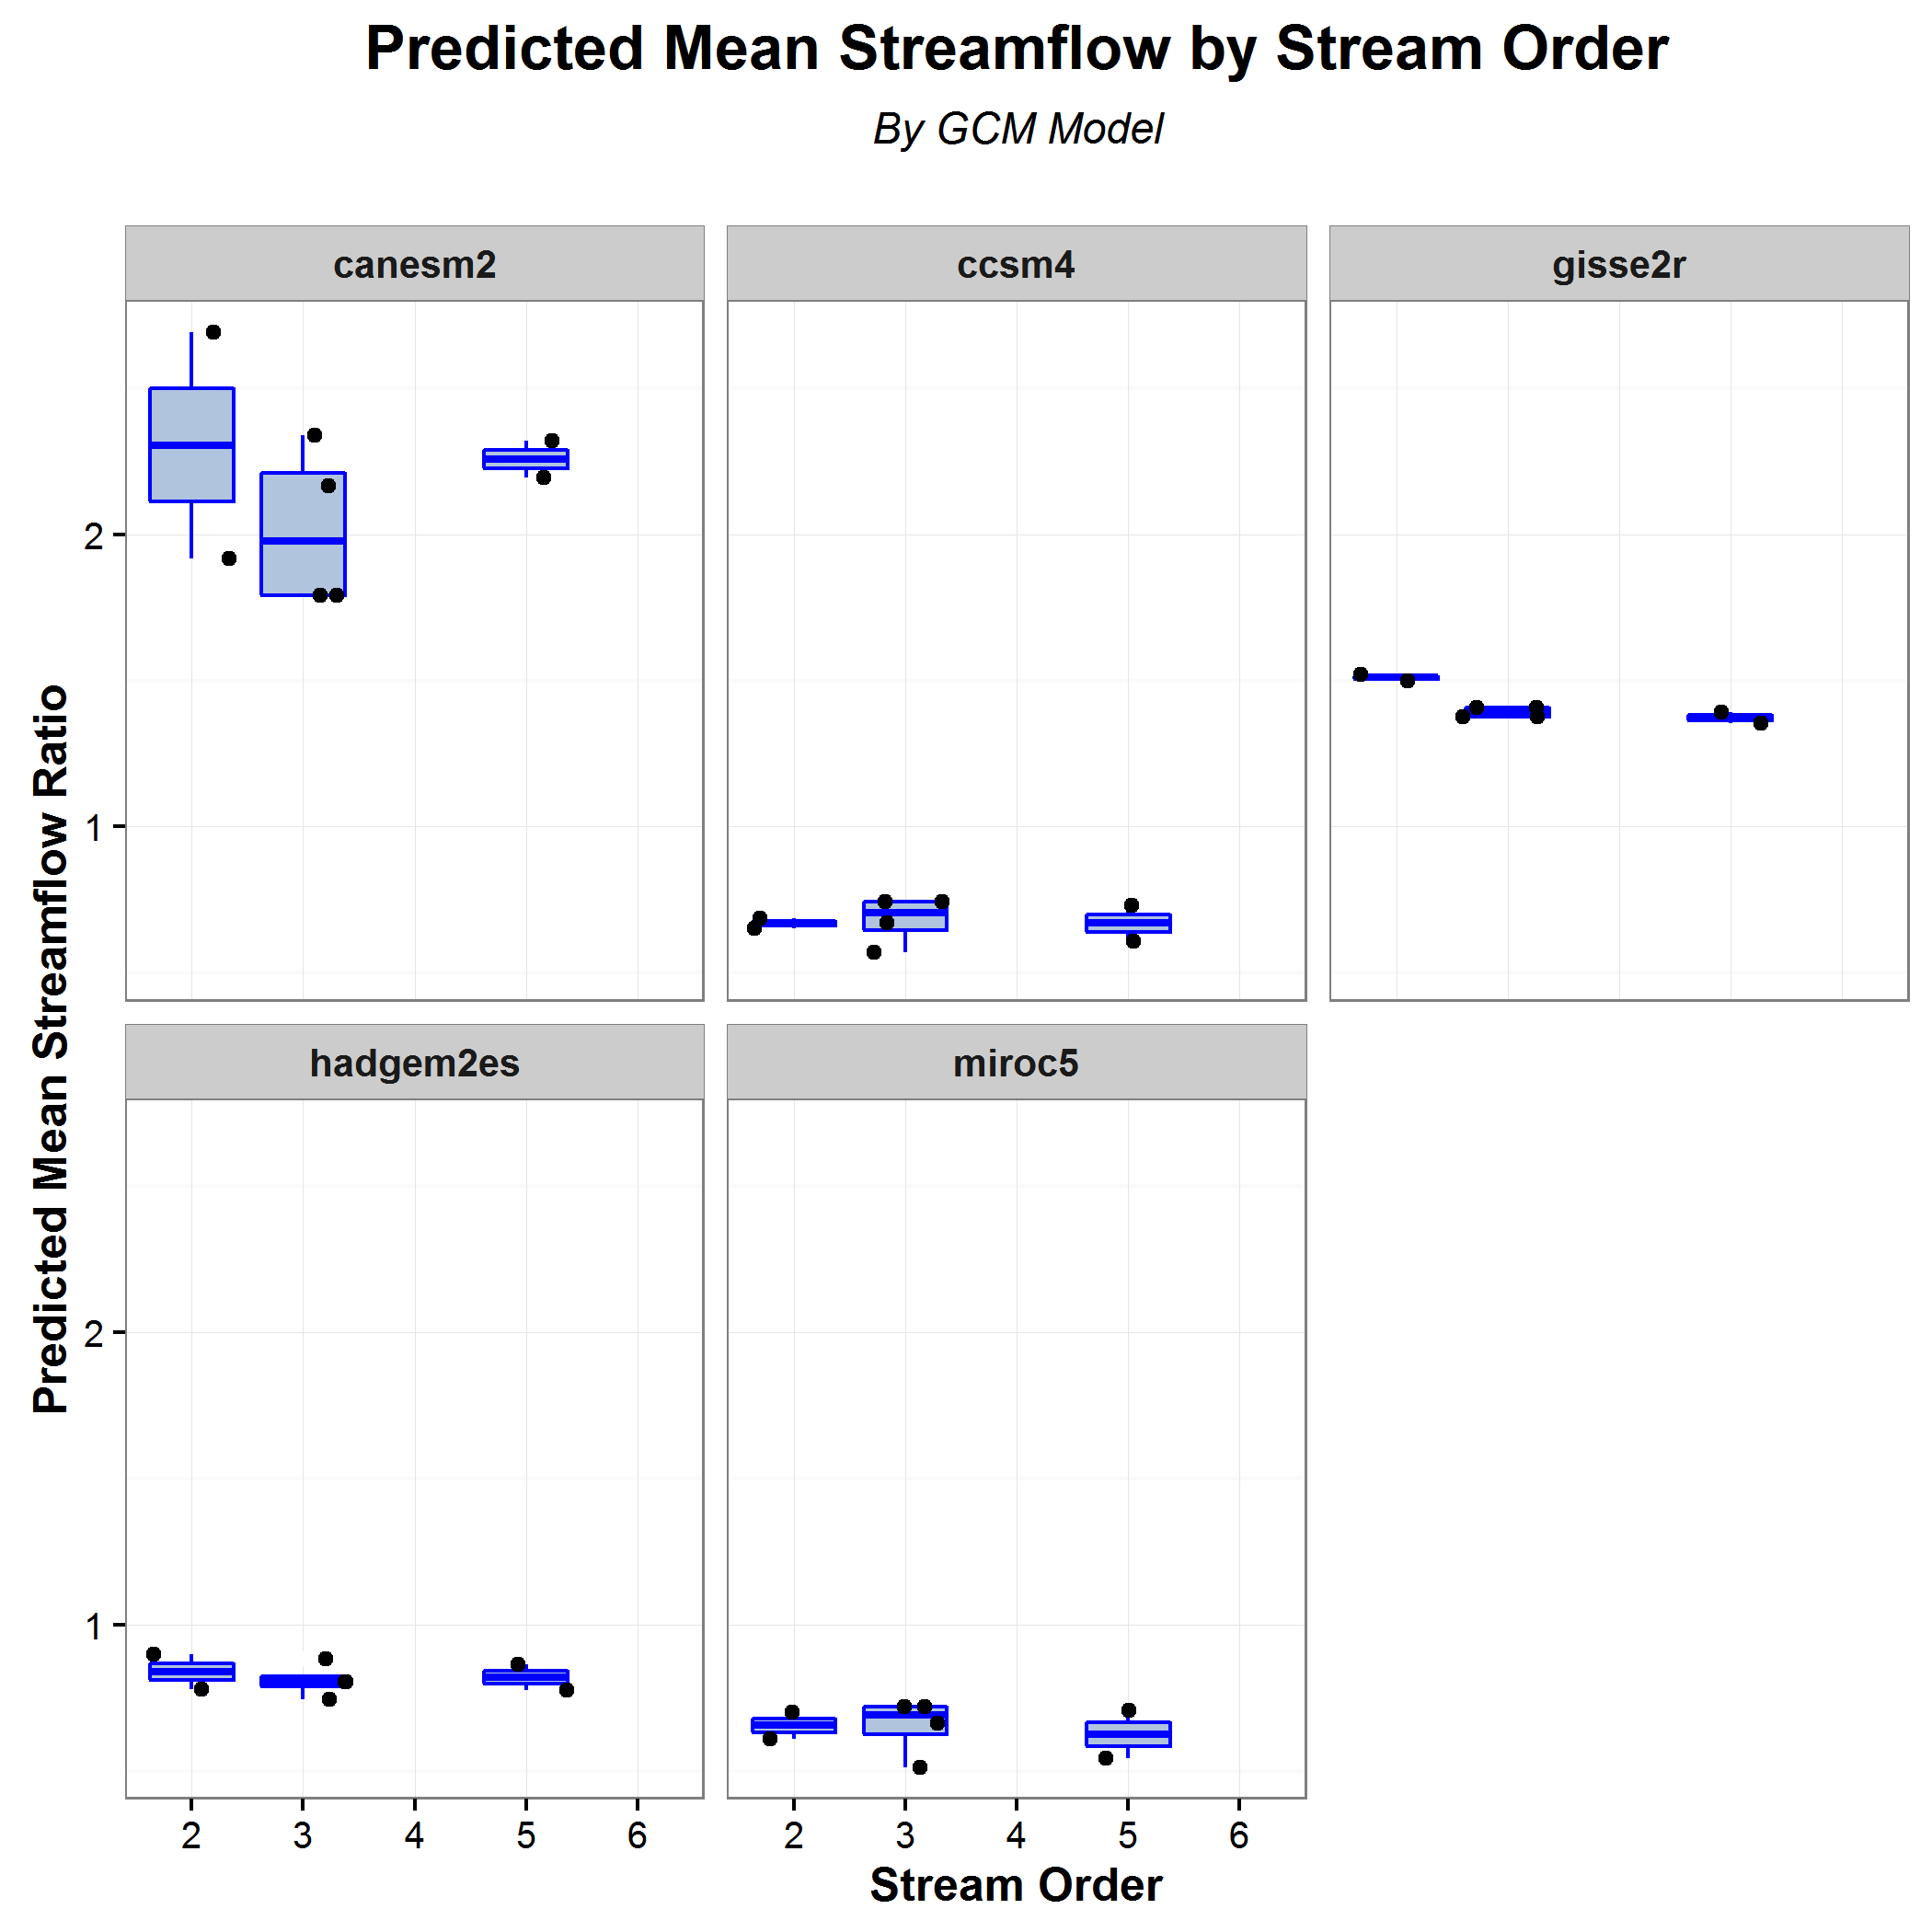 Predicted Mean Streamflow by Stream Order
By GCM Model
canesm2
ccsm4
gisse2r
2
1
Predicted Mean Streamflow Ratio
hadgem2es
miroc5
2
1
2 3 4 5 6
2 3 4 5 6
Stream Order